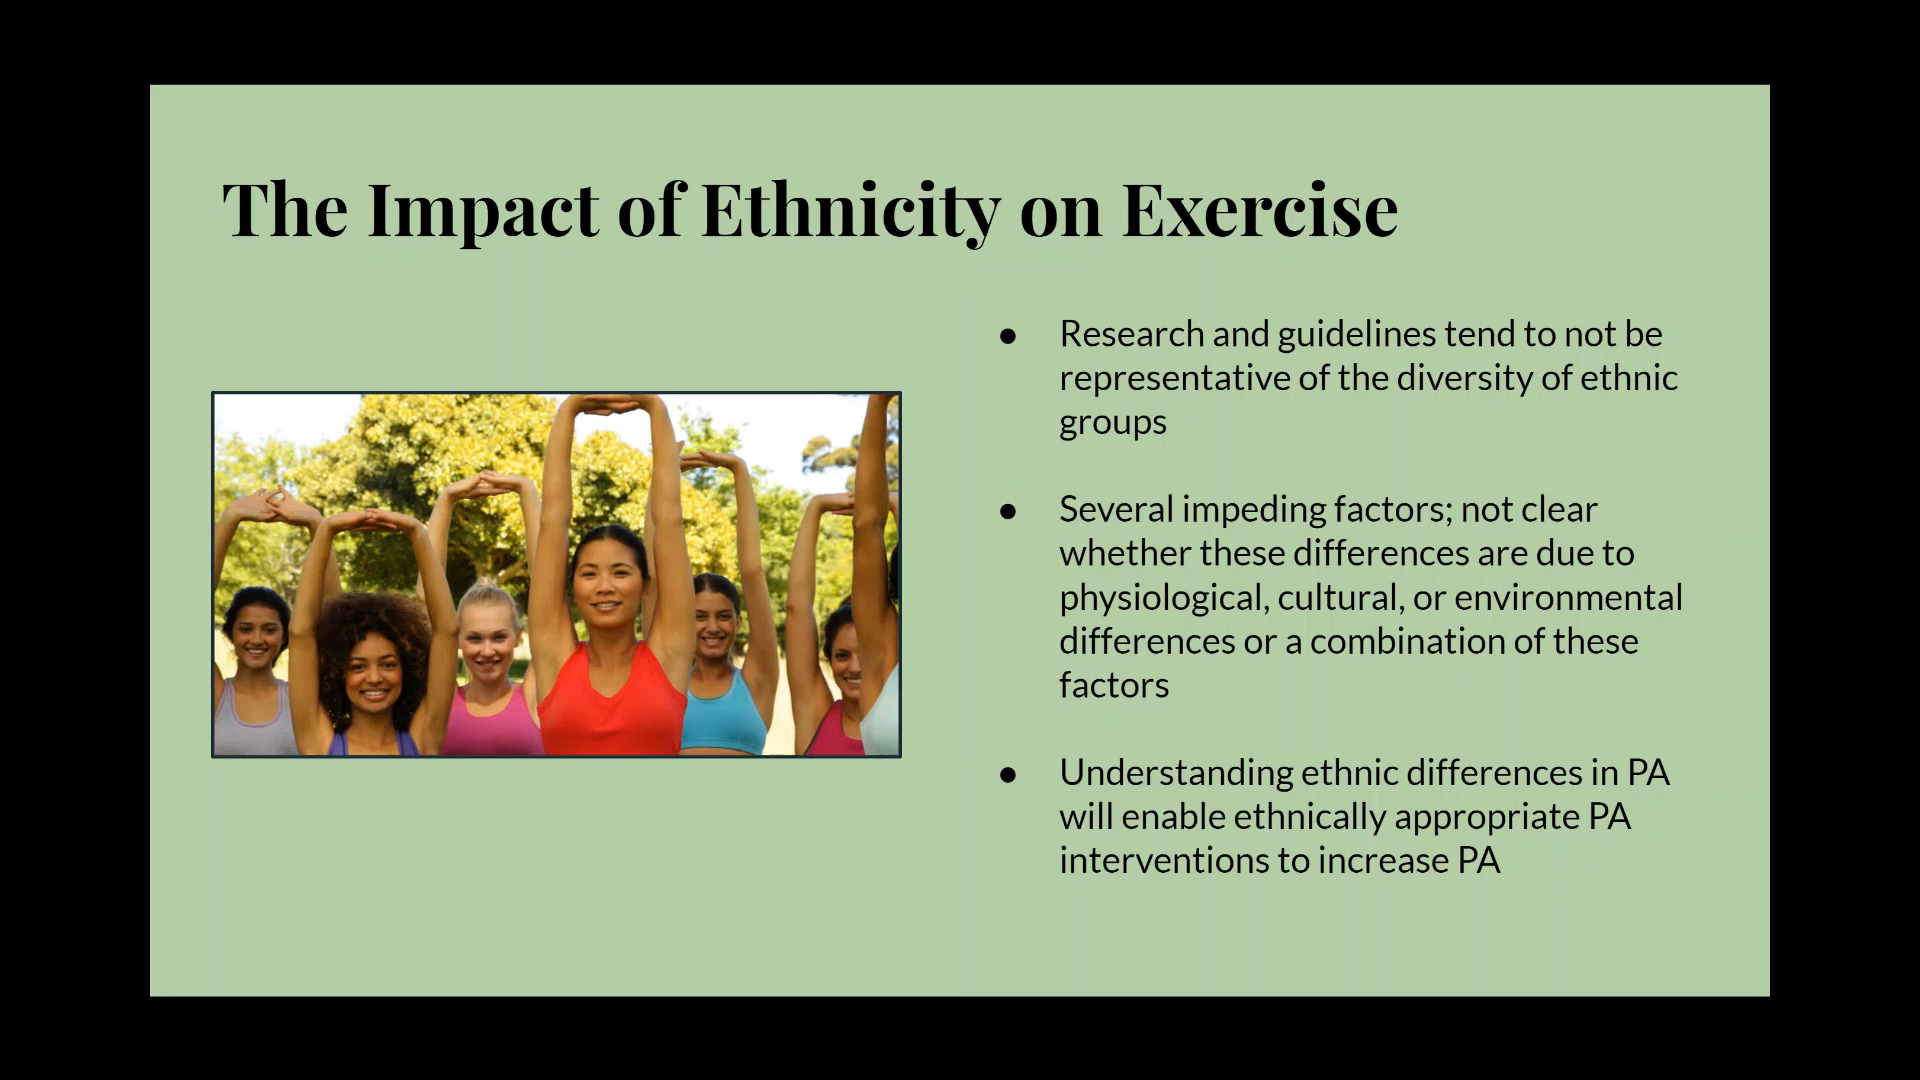 The Impact of Ethnicity on Exercise
● Research and guidelines tend to not be
representative of the diversity of ethnic
groups
● Several impeding factors; not clear
whether these differences are due to
physiological, cultural, or environmental
differences or a combination of these
factors
● Understanding ethnic differences in PA
will enable ethnically appropriate PA
interventions to increase PA